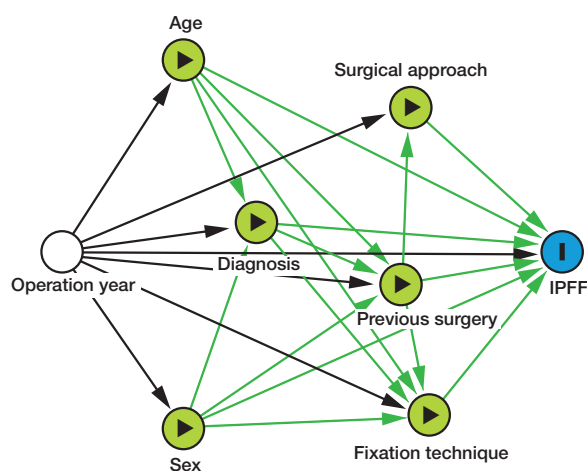 Age
Surgical approach
Diagnosis
Operation year
IPFF
Previous surgery
Fixation technique
Sex